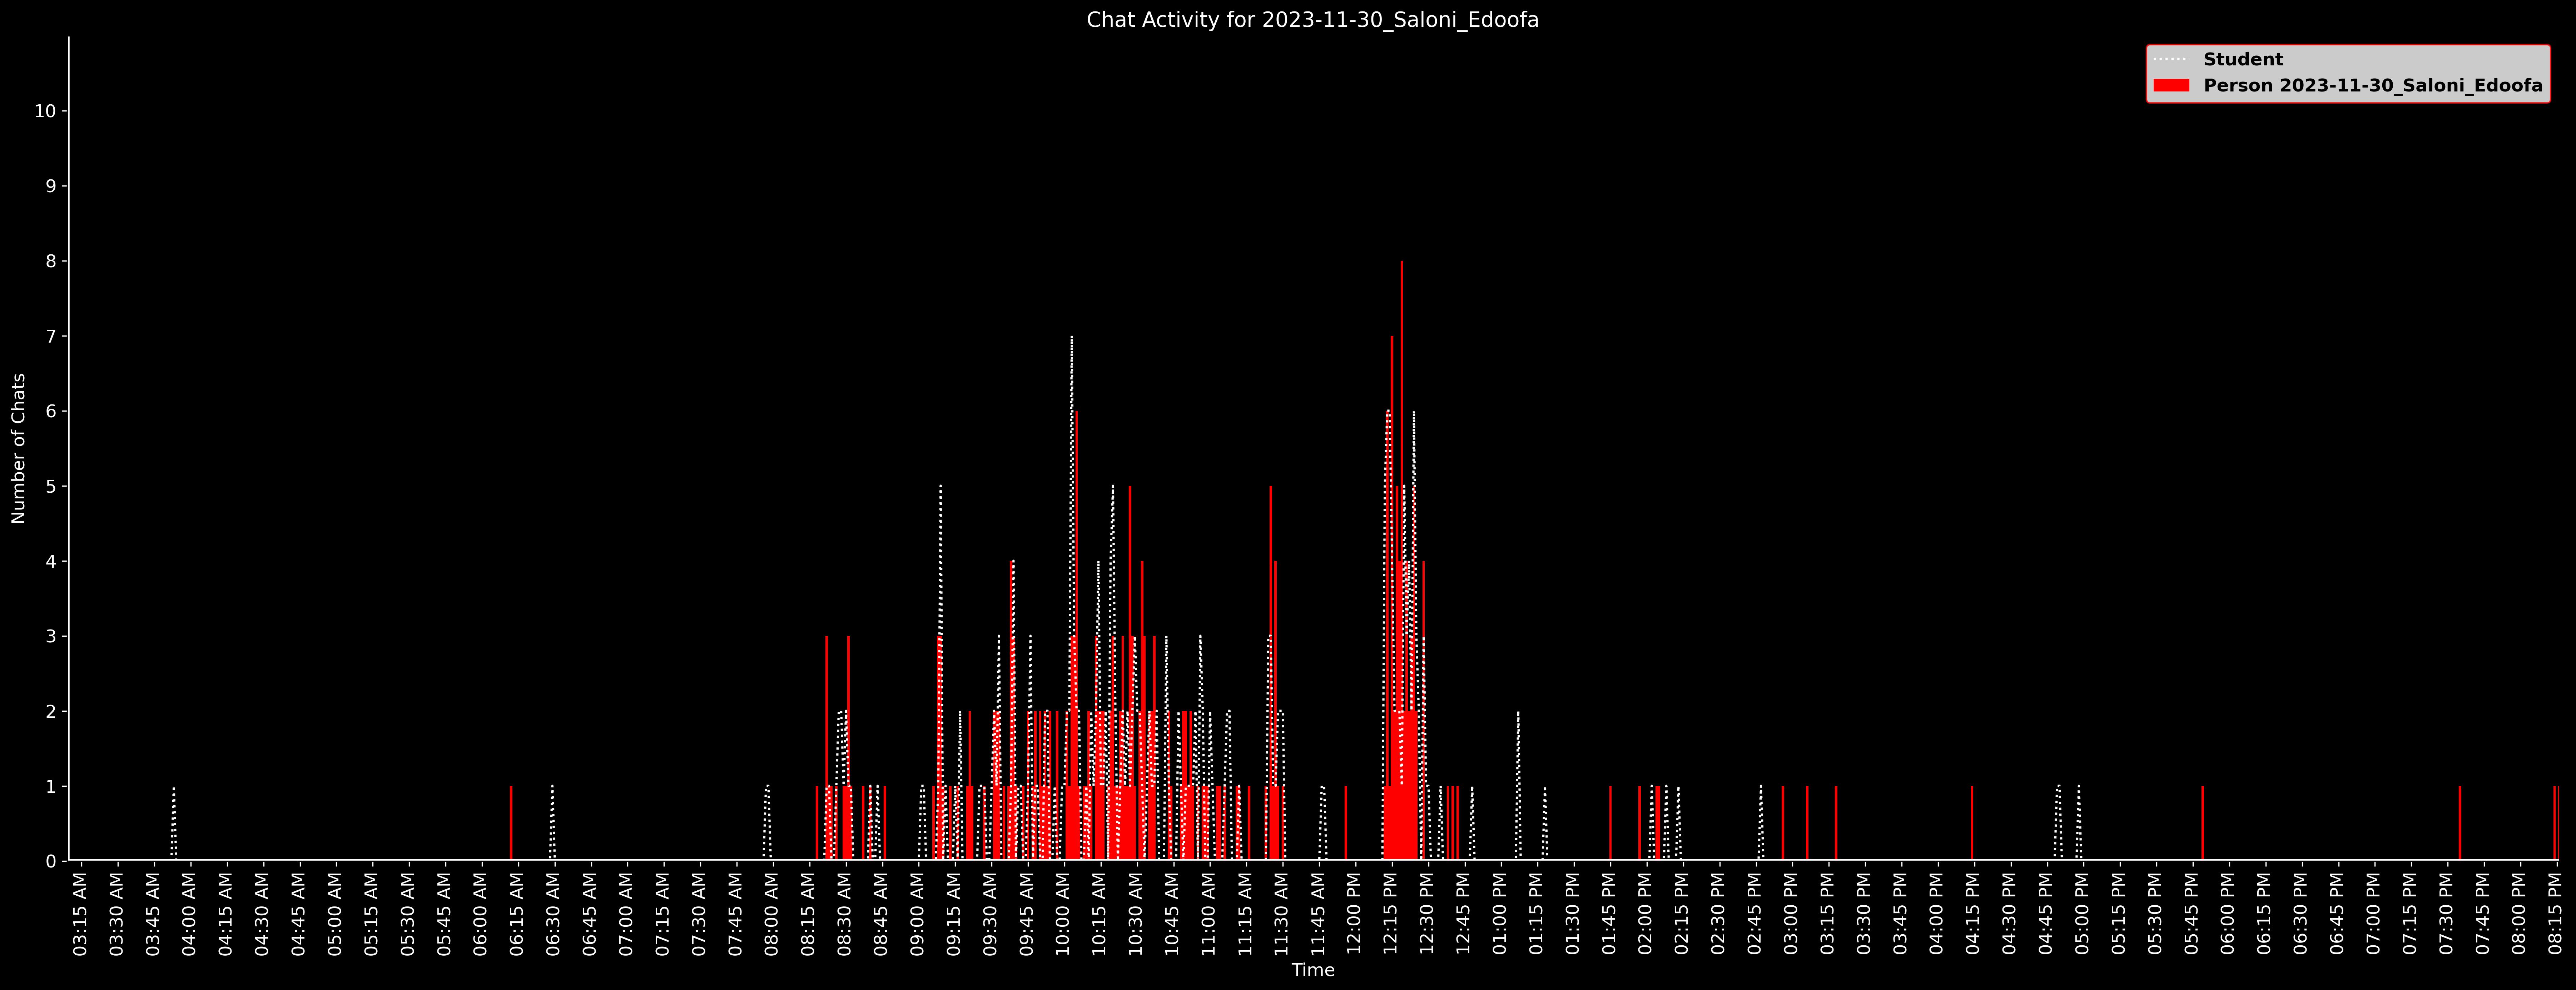 Chat Activity for 2023-11-30_Saloni_Edoofa
Student
Person 2023-11-30_Saloni_Edoofa
Number of Chats
10
9
8
7
6
5
4
3
2
1
0
03:15 AM
03:30 AM
03:45 AM
04:00 AM
04:15 AM
04:30 AM
04:45 AM
05:00 AM
05:15 AM
05:30 AM
05:45 AM
06:00 AM
06:15 AM
06:30 AM
06:45 AM
07:00 AM
07:15 AM
07:30 AM
07:45 AM
08:00 AM
08:15 AM
08:30 AM
08:45 AM
09:00 AM
09:15 AM
09:30 AM
09:45 AM
10:00 AM
10:15 AM
10:30 AM
10:45 AM
11:00 AM
11:15 AM
11:30 AM
11:45 AM
12:00 PM
12:15 PM
12:30 PM
12:45 PM
01:00 PM
01:15 PM
01:30 PM
01:45 PM
02:00 PM
02:15 PM
02:30 PM
02:45 PM
03:00 PM
03:15 PM
03:30 PM
03:45 PM
04:00 PM
04:15 PM
04:30 PM
04:45 PM
05:00 PM
05:15 PM
05:30 PM
05:45 PM
06:00 PM
06:15 PM
06:30 PM
06:45 PM
07:00 PM
07:15 PM
07:30 PM
07:45 PM
08:00 PM
08:15 PM
Time